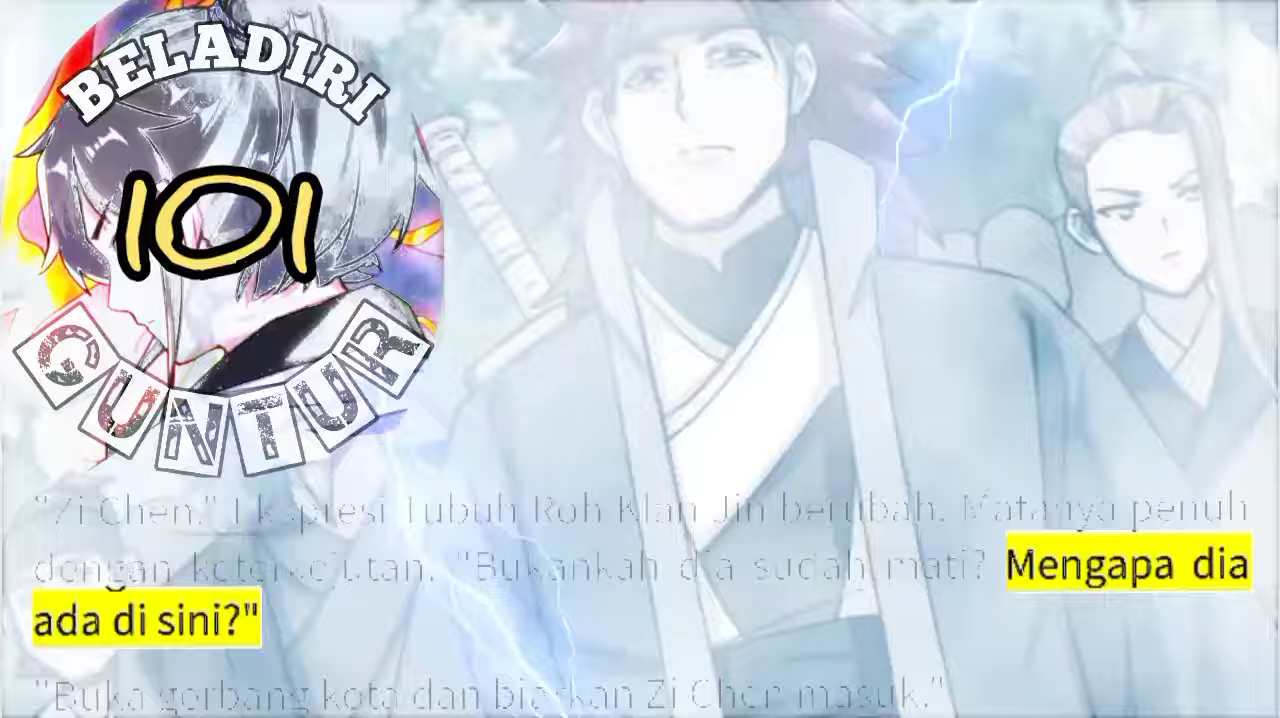 BELADIRI
101
GUNTUR
"Zi Chen." Ekspresi Tubuh Roh Klan Jin berubah. Matanya penuh
dengan keterkejutan. "Bukankah dia sudah mati? Mengapa dia
ada di sini?"
"Buka gerbang kota dan biarkan Zi Chen masuk."